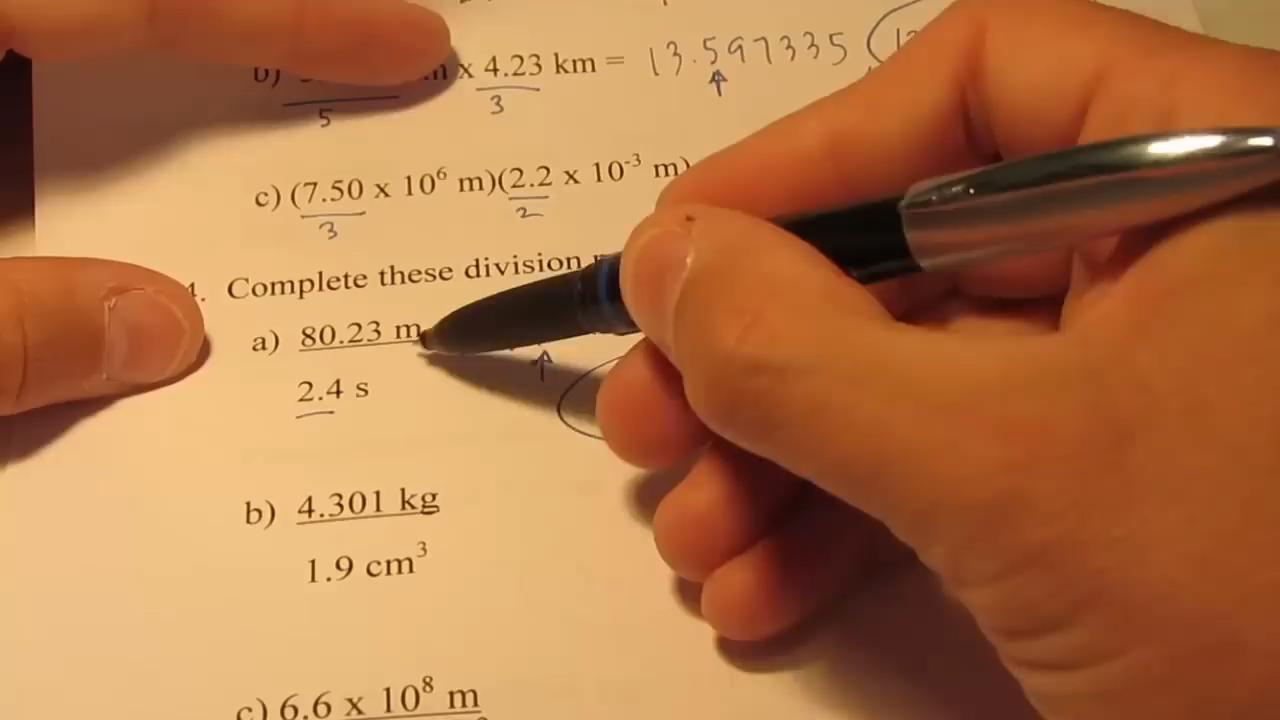 b) x 4.23 km = 13.597335
5 3
c) (7.50 x 10⁶ m)(2.2 x 10⁻³ m)
3 2
Complete these division
a) 80.23 m
2.4 s
b) 4.301 kg
1.9 cm³
c) 6.6 x 10⁸ m